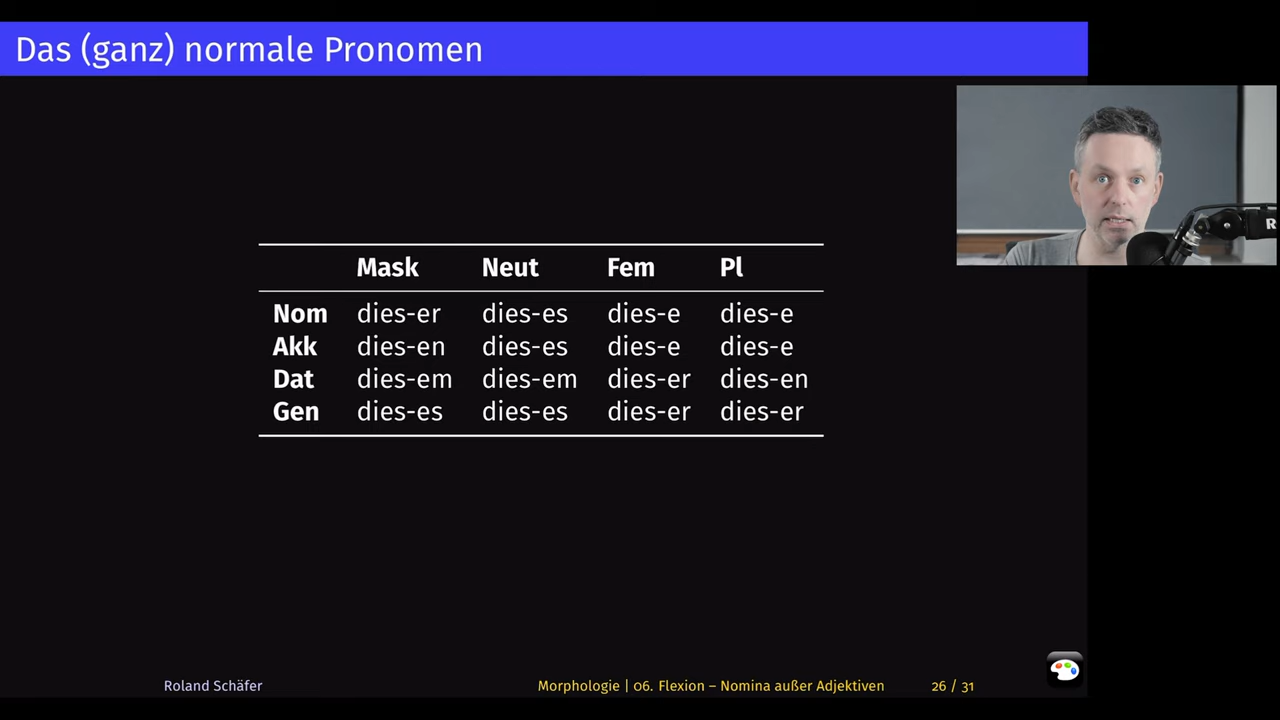 Das (ganz) normale Pronomen
R
Mask Neut Fem Pl
Nom dies-er dies-es dies-e dies-e
Akk dies-en dies-es dies-e dies-e
Dat dies-em dies-em dies-er dies-en
Gen dies-es dies-es dies-er dies-er
Roland Schäfer Morphologie | 06. Flexion – Nomina außer Adjektiven 26 / 31